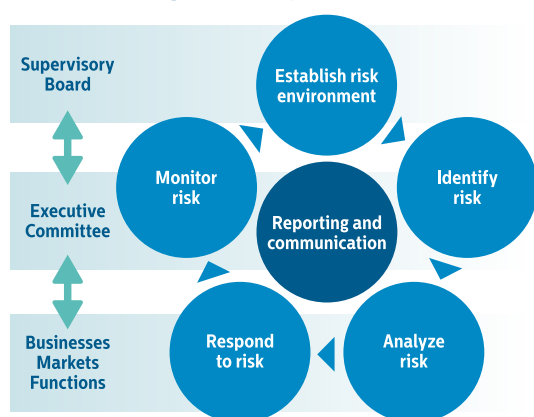 Supervisory
Board
Establish risk
environment
Monitor
risk
Identify
risk
Executive
Committee
Reporting and
communication
Businesses
Markets
Functions
Respond
to risk
Analyze
risk